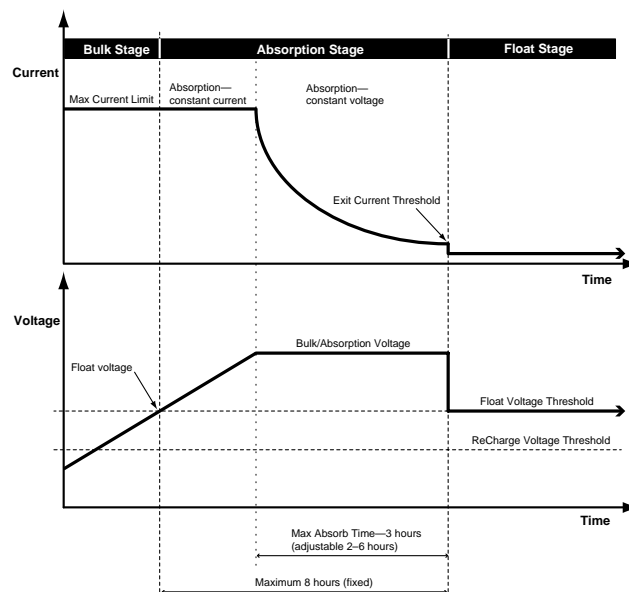 Bulk Stage
Absorption Stage
Float Stage
Current
Max Current Limit
Absorption—
constant current
Absorption—
constant voltage
Exit Current Threshold
Time
Voltage
Bulk/Absorption Voltage
Float voltage
Float Voltage Threshold
ReCharge Voltage Threshold
Time
Max Absorb Time—3 hours
(adjustable 2–6 hours)
Maximum 8 hours (fixed)